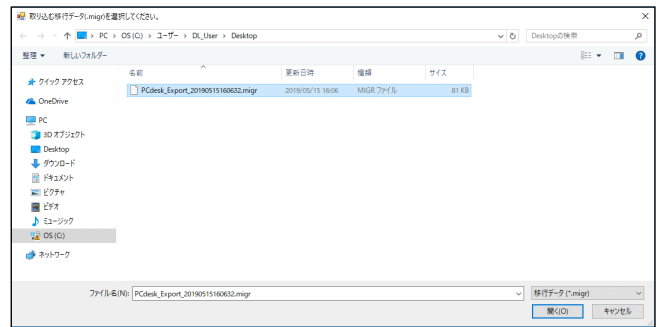 取り込む移行データ(.migr)を選択してください。
PC › OS (C:) › ユーザー › DL_User › Desktop
Desktopの検索
整理 新しいフォルダー
名前 更新日時 種類 サイズ
クイック アクセス
PCdesk_Export_20190515160632.migr 2019/05/15 16:06 MIGR ファイル 81 KB
OneDrive
PC
3D オブジェクト
Desktop
ダウンロード
ドキュメント
ピクチャ
ビデオ
ミュージック
OS (C:)
ネットワーク
ファイル名(N): PCdesk_Export_20190515160632.migr 移行データ (*.migr)
開く(O) キャンセル